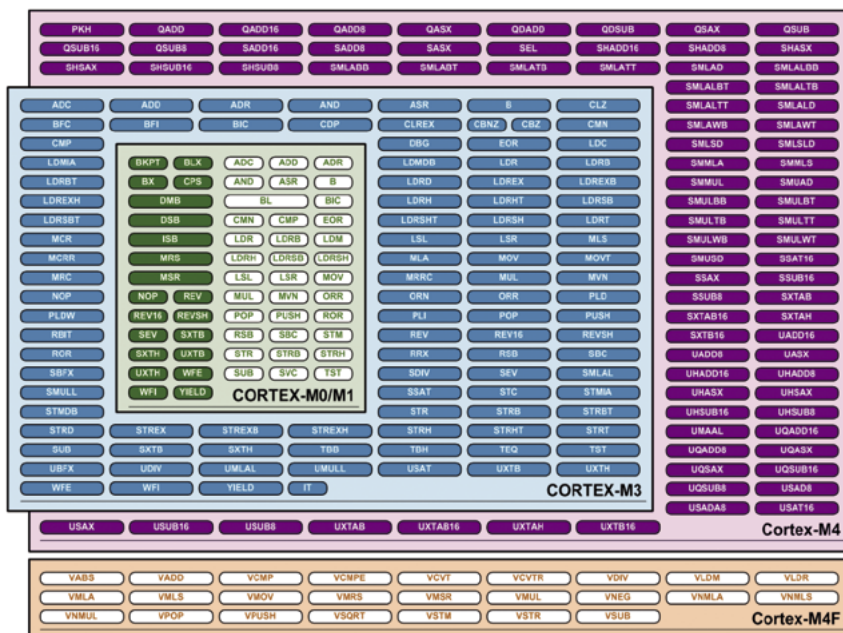 PKH QADD QADD16 QADD8 QASX QDADD QDSUB QSAX QSUB
QSUB16 QSUB8 SADD16 SADD8 SASX SEL SHADD16 SHADD8 SHASX
SHSAX SHSUB16 SHSUB8 SMLABB SMLABT SMLATB SMLATT SMLAD SMLALBB
SMLALBT SMLALTB
ADC ADD ADR AND ASR B CLZ SMLALTT SMLALD
BFC BFI BIC CDP CLREX CBNZ CBZ CMN SMLAWB SMLAWT
CMP DBG EOR LDC SMLSD SMLSLD
LDMIA BKPT BLX ADC ADD ADR LDMDB LDR LDRB SMMLA SMMLS
LDRBT BX CPS AND ASR B LDRD LDREX LDREXB SMMUL SMUAD
LDREXH DMB BL BIC LDRH LDRHT LDRSB SMULBB SMULBT
LDRSBT DSB CMN CMP EOR LDRSHT LDRSH LDRT SMULTB SMULTT
MCR ISB LDR LDRB LDM LSL LSR MLS SMULWB SMULWT
MCRR MRS LDRH LDRSB LDRSH MLA MOV MOVT SMUSD SSAT16
MRC MSR LSL LSR MOV MRRC MUL MVN SSAX SSUB16
NOP NOP REV MUL MVN ORR ORN ORR PLD SSUB8 SXTAB
PLDW REV16 REVSH POP PUSH ROR PLI POP PUSH SXTAB16 SXTAH
RBIT SEV SXTB RSB SBC STM REV REV16 REVSH SXTB16 UADD16
ROR SXTH UXTB STR STRB STRH RRX RSB SBC UADD8 UASX
SBFX UXTH WFE SUB SVC TST SDIV SEV SMLAL UHADD16 UHADD8
SMULL WFI YIELD CORTEX-M0/M1 SSAT STC STMIA UHASX UHSAX
STMDB STR STRB STRBT UHSUB16 UHSUB8
STRD STREX STREXB STREXH STRH STRHT STRT UMAAL UQADD16
SUB SXTB SXTH TBB TBH TEQ TST UQADD8 UQASX
UBFX UDIV UMLAL UMULL USAT UXTB UXTH UQSAX UQSUB16
WFE WFI YIELD IT CORTEX-M3 UQSUB8 USAD8
USADA8 USAT16
USAX USUB16 USUB8 UXTAB UXTAB16 UXTAH UXTB16 Cortex-M4
VABS VADD VCMP VCMPE VCVT VCVTR VDIV VLDM VLDR
VMLA VMLS VMOV VMRS VMSR VMUL VNEG VNMLA VNMLS
VNMUL VPOP VPUSH VSQRT VSTM VSTR VSUB Cortex-M4F